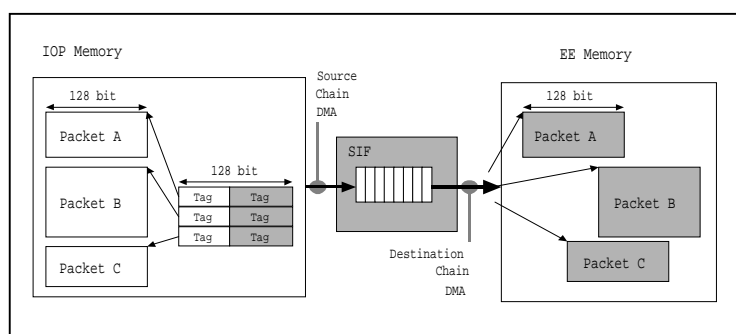 IOP Memory
128 bit
Packet A
Packet B
Packet C
128 bit
Tag Tag
Tag Tag
Tag Tag
Source
Chain
DMA
SIF
Destination
Chain
DMA
EE Memory
128 bit
Packet A
Packet B
Packet C